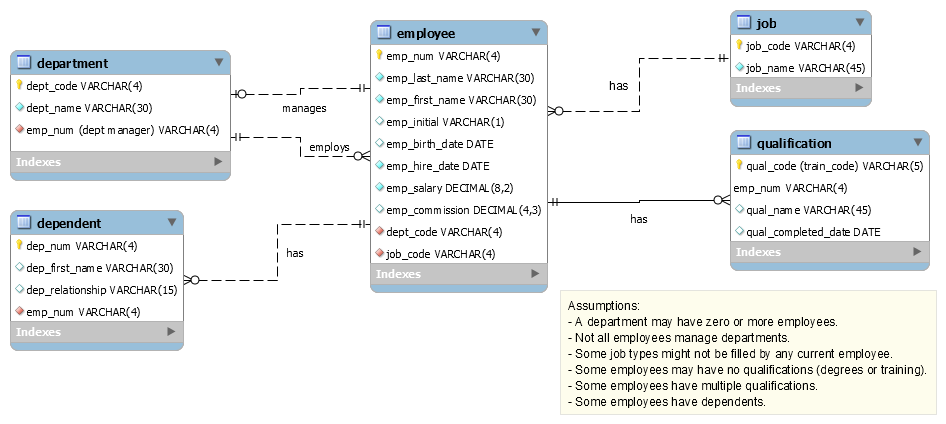 department
dept_code VARCHAR(4)
dept_name VARCHAR(30)
emp_num (dept manager) VARCHAR(4)
Indexes
dependent
dep_num VARCHAR(4)
dep_first_name VARCHAR(30)
dep_relationship VARCHAR(15)
emp_num VARCHAR(4)
Indexes
manages
employs
has
employee
emp_num VARCHAR(4)
emp_last_name VARCHAR(30)
emp_first_name VARCHAR(30)
emp_initial VARCHAR(1)
emp_birth_date DATE
emp_hire_date DATE
emp_salary DECIMAL(8,2)
emp_commission DECIMAL(4,3)
dept_code VARCHAR(4)
job_code VARCHAR(4)
Indexes
has
has
job
job_code VARCHAR(4)
job_name VARCHAR(45)
Indexes
qualification
qual_code (train_code) VARCHAR(5)
emp_num VARCHAR(4)
qual_name VARCHAR(45)
qual_completed_date DATE
Indexes
Assumptions:
- A department may have zero or more employees.
- Not all employees manage departments.
- Some job types might not be filled by any current employee.
- Some employees may have no qualifications (degrees or training).
- Some employees have multiple qualifications.
- Some employees have dependents.